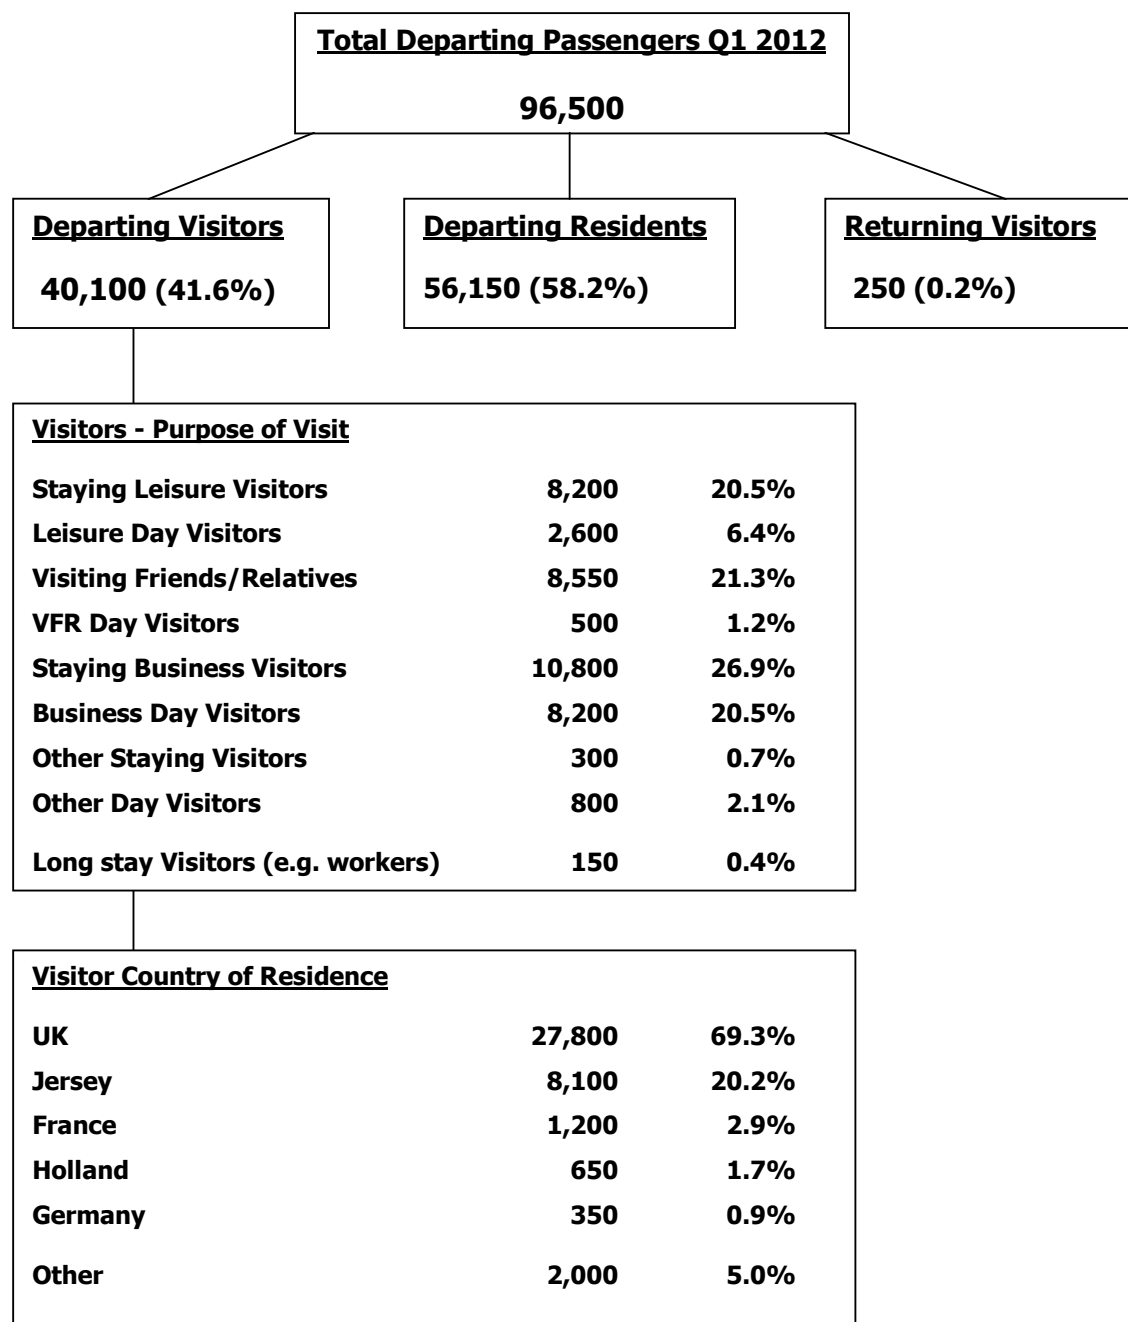 Total Departing Passengers Q1 2012
96,500
Departing Visitors
40,100 (41.6%)
Departing Residents
56,150 (58.2%)
Returning Visitors
250 (0.2%)
Visitors - Purpose of Visit
Staying Leisure Visitors 8,200 20.5%
Leisure Day Visitors 2,600 6.4%
Visiting Friends/Relatives 8,550 21.3%
VFR Day Visitors 500 1.2%
Staying Business Visitors 10,800 26.9%
Business Day Visitors 8,200 20.5%
Other Staying Visitors 300 0.7%
Other Day Visitors 800 2.1%
Long stay Visitors (e.g. workers) 150 0.4%
Visitor Country of Residence
UK 27,800 69.3%
Jersey 8,100 20.2%
France 1,200 2.9%
Holland 650 1.7%
Germany 350 0.9%
Other 2,000 5.0%